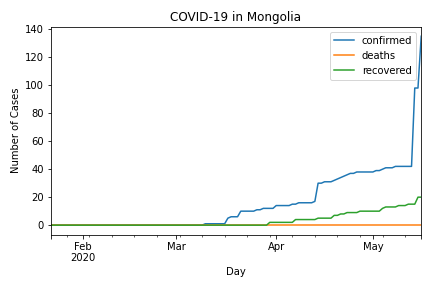 COVID-19 in Mongolia
140
120
100
80
60
40
20
0
Number of Cases
confirmed
deaths
recovered
Feb
2020
Mar
Apr
May
Day